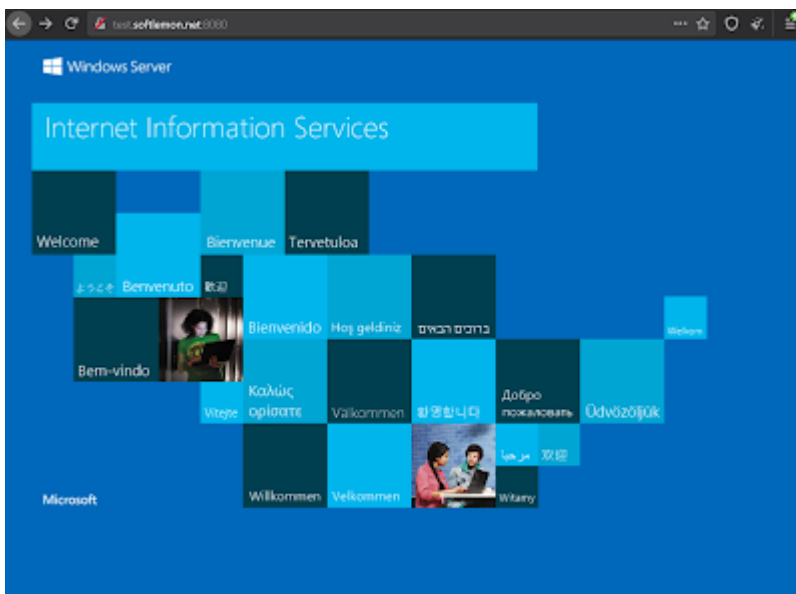 test.softlemon.net:8080
Windows Server
Internet Information Services
Welcome
Bienvenue
Tervetuloa
ようこそ
Benvenuto
歡迎
Bienvenido
Hoş geldiniz
ברוכים הבאים
Welkom
Bem-vindo
Vítejte
Καλώς
ορίσατε
Välkommen
환영합니다
Добро
пожаловать
Üdvözöljük
مرحبا
欢迎
Microsoft
Willkommen
Velkommen
Witamy